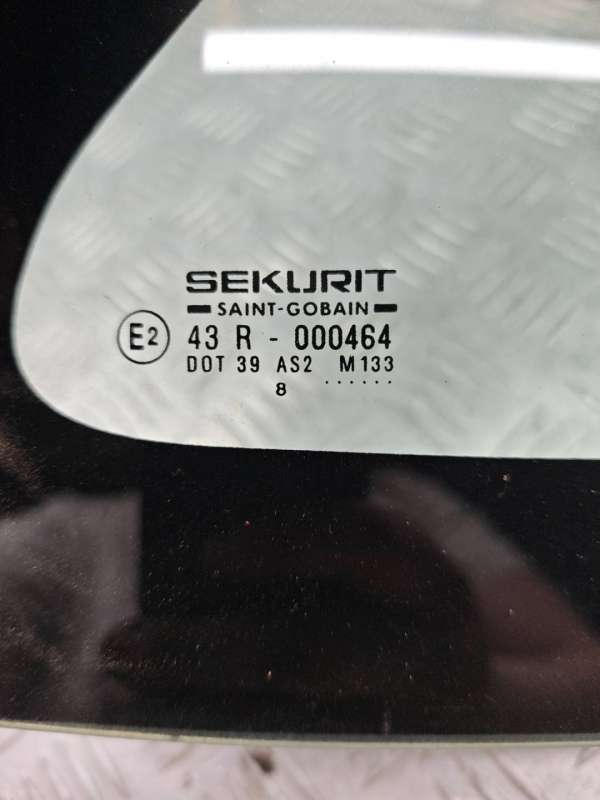 SEKURIT
SAINT-GOBAIN
E2 43 R - 000464
DOT 39 AS2 M133
8 ......